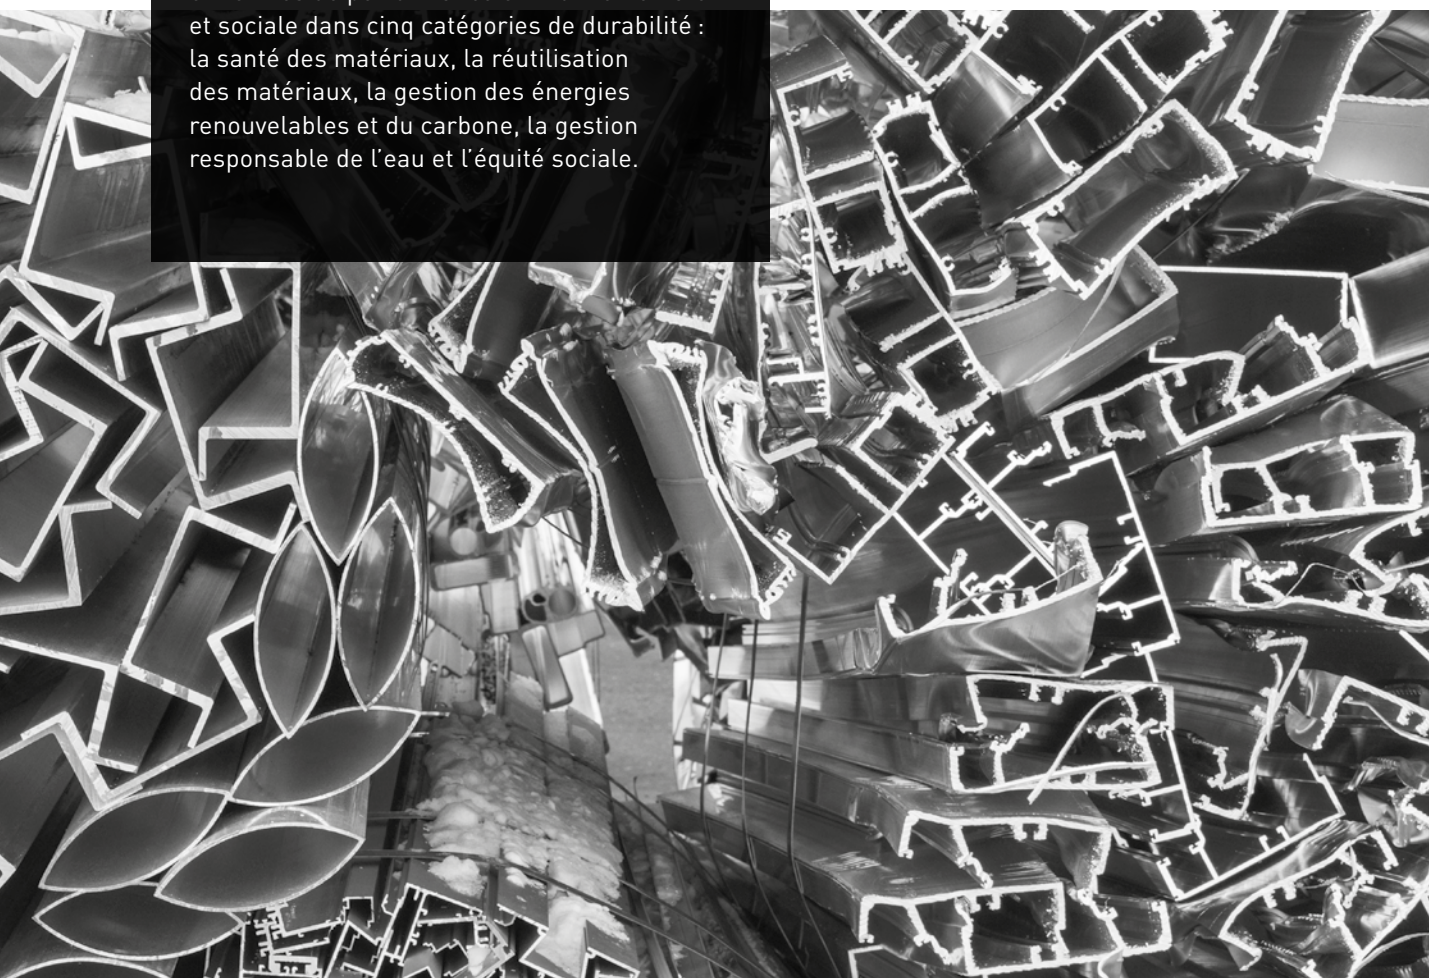 et sociale dans cinq catégories de durabilité :
la santé des matériaux, la réutilisation
des matériaux, la gestion des énergies
renouvelables et du carbone, la gestion
responsable de l’eau et l’équité sociale.